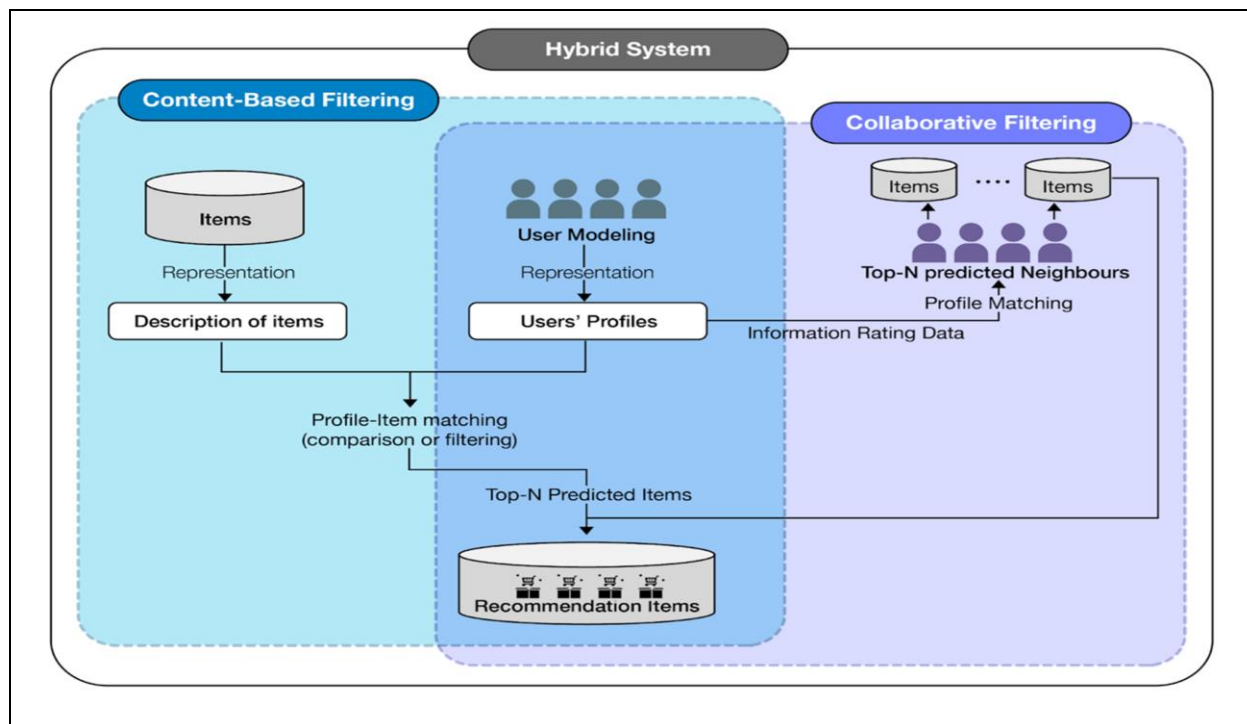 Hybrid System
Content-Based Filtering
Collaborative Filtering
Items
Items
....
Items
User Modeling
Top-N predicted Neighbours
Representation
Representation
Profile Matching
Description of items
Users’ Profiles
Information Rating Data
Profile-Item matching
(comparison or filtering)
Top-N Predicted Items
Recommendation Items